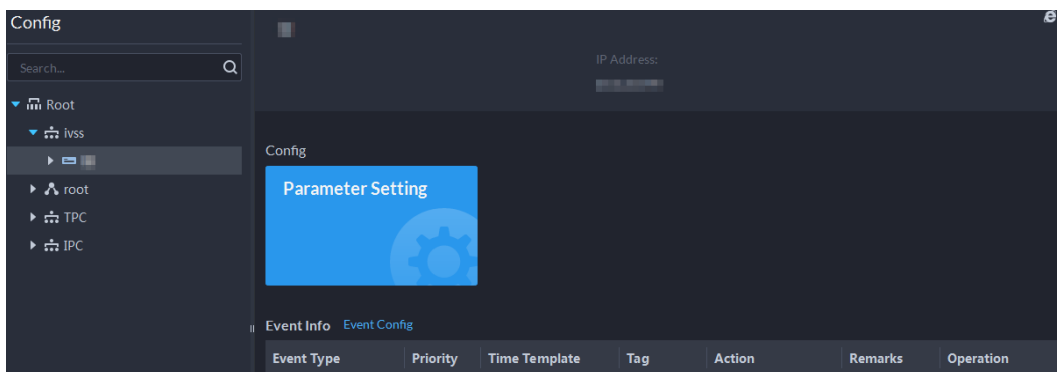 Config
Search...
Root
ivss
root
TPC
IPC
IP Address:
Config
Parameter Setting
Event Info Event Config
Event Type Priority Time Template Tag Action Remarks Operation